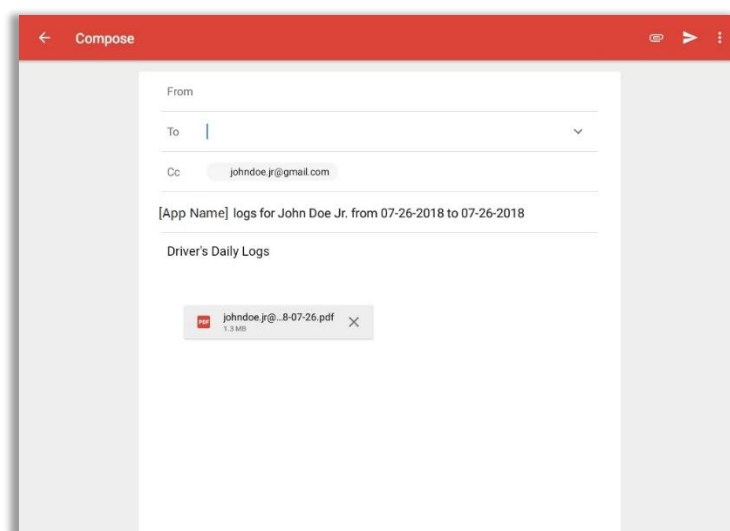 Compose
From
To
Cc johndoe.jr@gmail.com
[App Name] logs for John Doe Jr. from 07-26-2018 to 07-26-2018
Driver's Daily Logs
PDF johndoe.jr@...8-07-26.pdf
1.3 MB